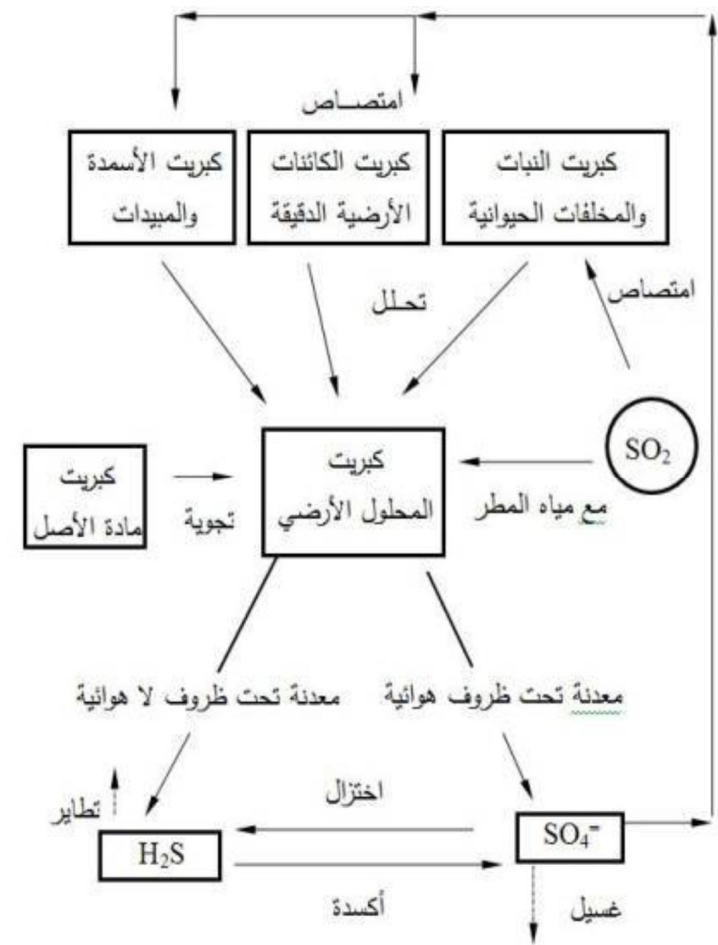 امتصــاص
كبريت النبات
والمخلفات الحيوانية
كبريت الكائنات
الأرضية الدقيقة
كبريت الأسمدة
والمبيدات
امتصاص
تحـلل
SO₂
كبريت
المحلول الأرضي
مع مياه المطر
كبريت
مادة الأصل
تجوية
معدنة تحت ظروف هوائية
معدنة تحت ظروف لا هوائية
تطاير
اختزال
SO₄⁼
H₂S
أكسدة
غسيل